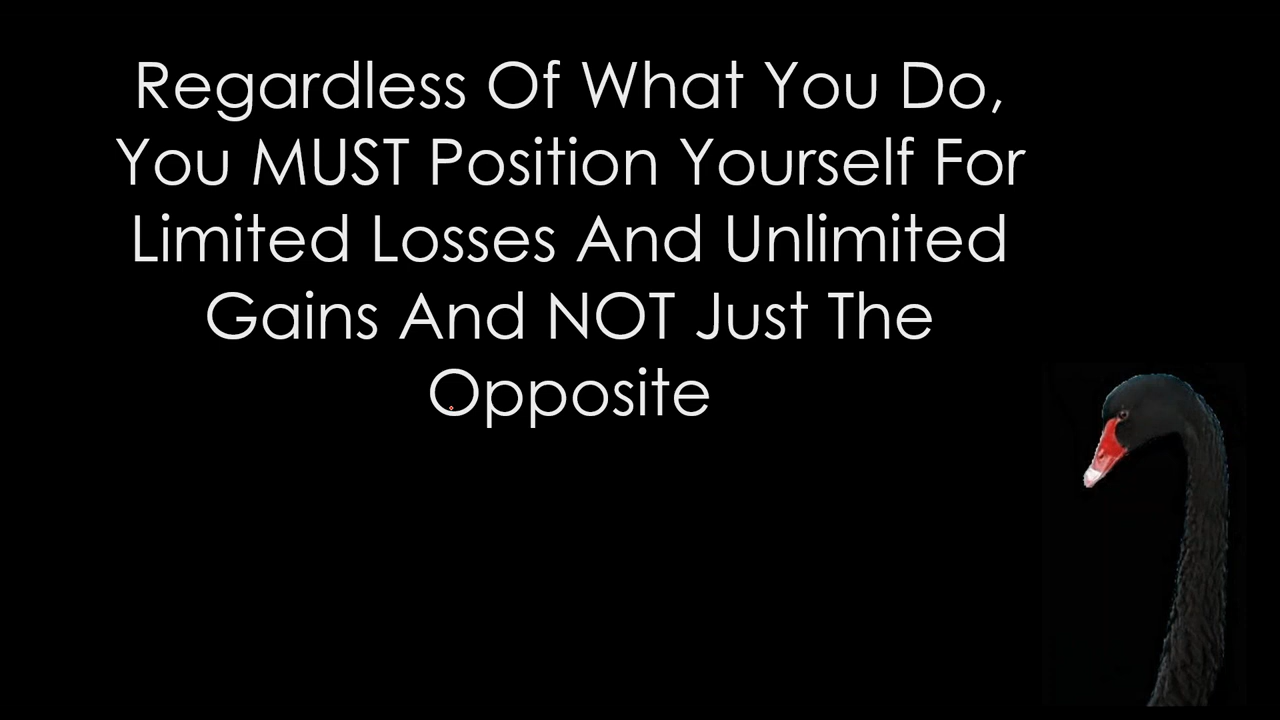 Regardless Of What You Do,
You MUST Position Yourself For
Limited Losses And Unlimited
Gains And NOT Just The
Opposite